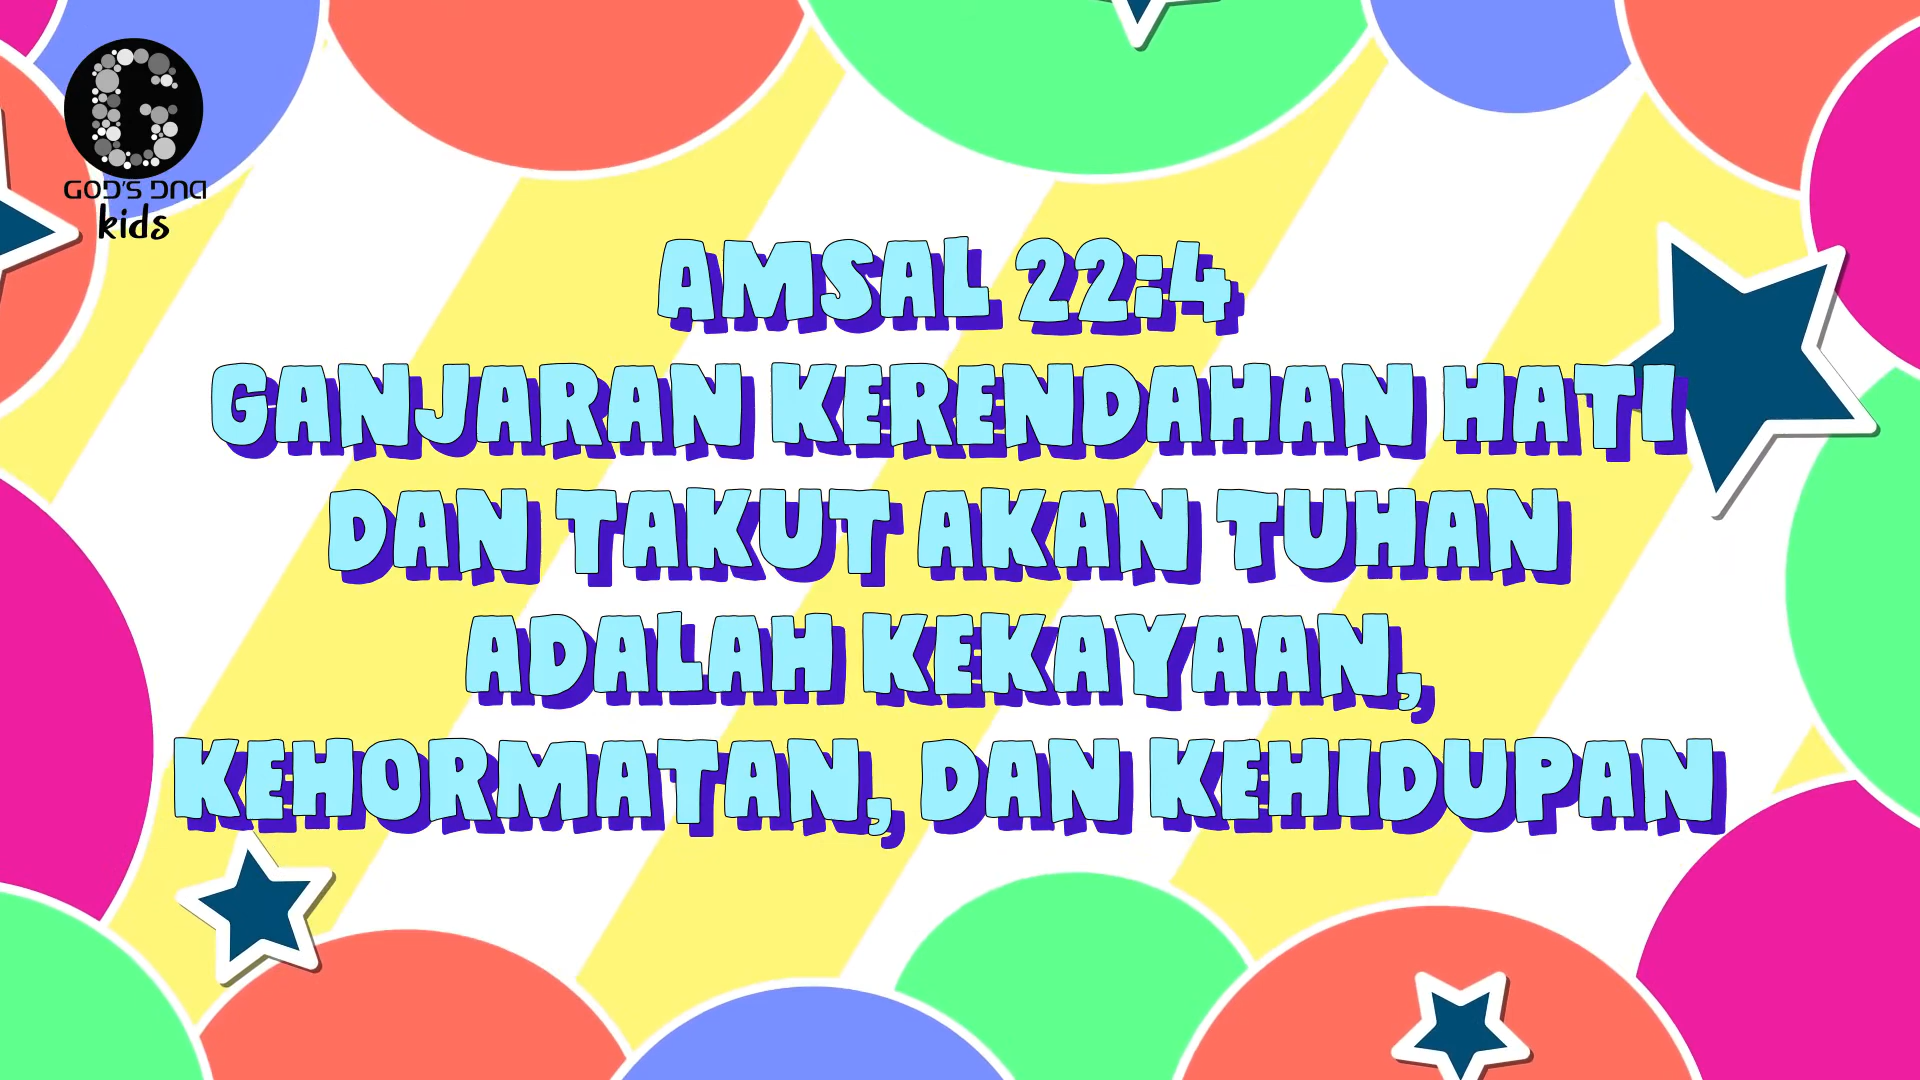 GOD'S DNA
kids
AMSAL 22:4
GANJARAN KERENDAHAN HATI
DAN TAKUT AKAN TUHAN
ADALAH KEKAYAAN,
KEHORMATAN, DAN KEHIDUPAN